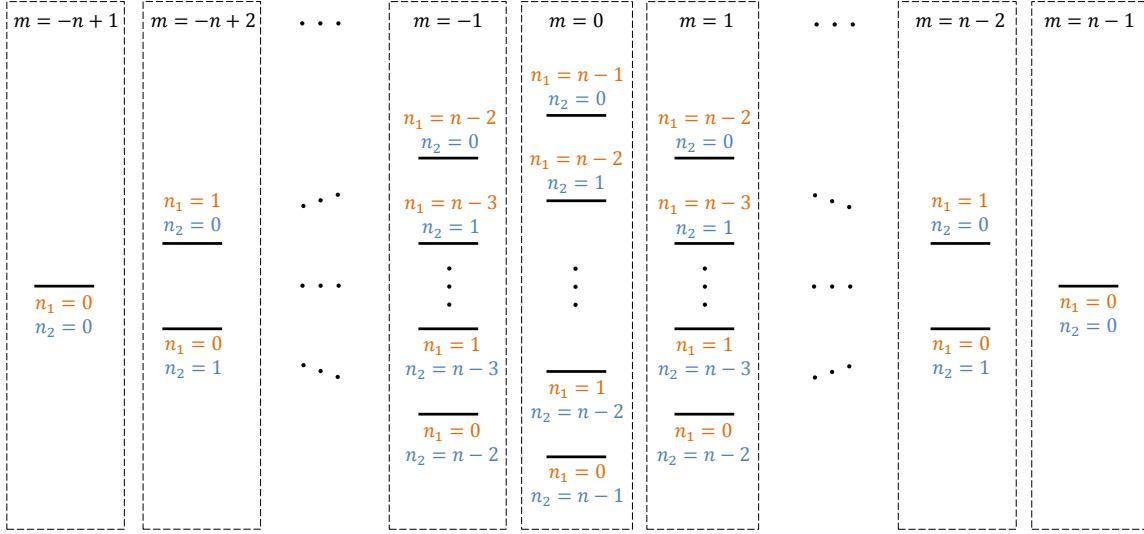 m = −n + 1
m = −n + 2
· · ·
m = −1
m = 0
m = 1
· · ·
m = n − 2
m = n − 1
n₁ = 0
n₂ = 0
n₁ = 1
n₂ = 0
n₁ = 0
n₂ = 1
n₁ = n − 2
n₂ = 0
n₁ = n − 3
n₂ = 1
n₁ = 1
n₂ = n − 3
n₁ = 0
n₂ = n − 2
n₁ = n − 1
n₂ = 0
n₁ = n − 2
n₂ = 1
n₁ = 1
n₂ = n − 2
n₁ = 0
n₂ = n − 1
n₁ = n − 2
n₂ = 0
n₁ = n − 3
n₂ = 1
n₁ = 1
n₂ = n − 3
n₁ = 0
n₂ = n − 2
n₁ = 1
n₂ = 0
n₁ = 0
n₂ = 1
n₁ = 0
n₂ = 0